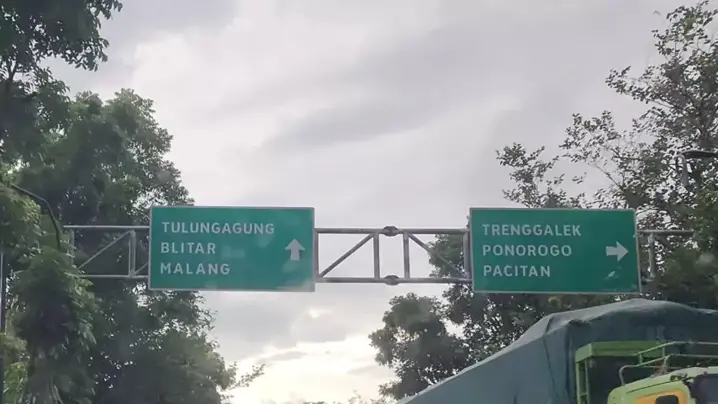 TULUNGAGUNG
BLITAR
MALANG
TRENGGALEK
PONOROGO
PACITAN